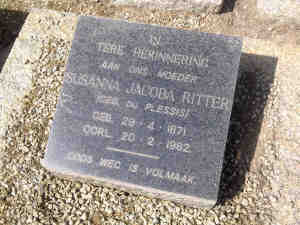 IN
TERE HERINNERING
AAN ONS MOEDER
SUSANNA JACOBA RITTER
(GEB. DU PLESSIS)
GEB. 29-4-1871
OORL. 20-2-1962
GODS WEG IS VOLMAAK.